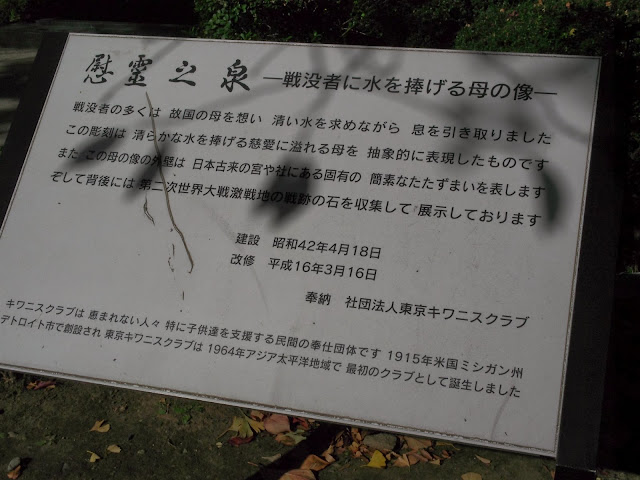 慰霊之泉 ―戦没者に水を捧げる母の像―
戦没者の多くは 故国の母を想い 清い水を求めながら 息を引き取りました
この彫刻は 清らかな水を捧げる慈愛に溢れる母を 抽象的に表現したものです
また この母の像の外壁は 日本古来の宮や社にある固有の 簡素なたたずまいを表します
そして背後には 第二次世界大戦激戦地の戦跡の石を収集して 展示しております
建設 昭和42年4月18日
改修 平成16年3月16日
奉納 社団法人東京キワニスクラブ
キワニスクラブは 恵まれない人々 特に子供達を支援する民間の奉仕団体です 1915年米国ミシガン州
デトロイト市で創設され 東京キワニスクラブは 1964年アジア太平洋地域で 最初のクラブとして誕生しました